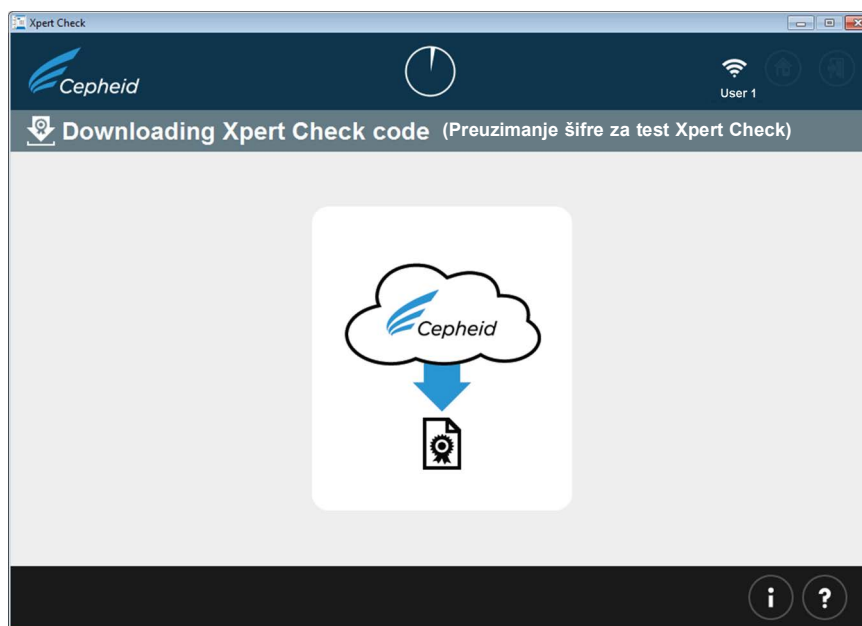 Xpert Check
Cepheid
User 1
Downloading Xpert Check code (Preuzimanje šifre za test Xpert Check)
Cepheid
i ?